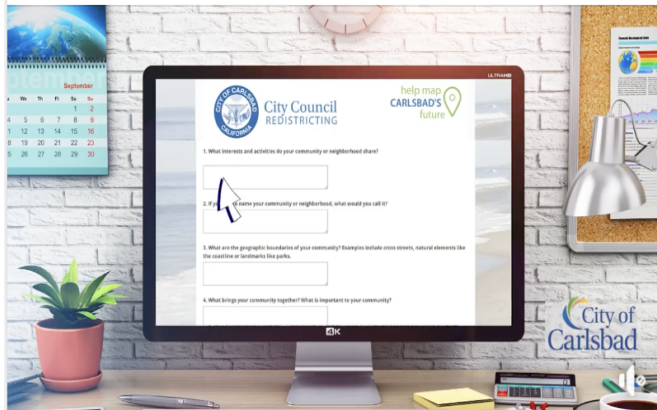 September
We Th Fr Sa Su
1 2
4 5 6 7 8 9
11 12 13 14 15 16
18 19 20 21 22 23
25 26 27 28 29 30
ULTRAHD
CITY OF CARLSBAD
CALIFORNIA
City Council
REDISTRICTING
help map
CARLSBAD'S
future
1. What interests and activities do your community or neighborhood share?
2. If name your community or neighborhood, what would you call it?
3. What are the geographic boundaries of your community? Examples include cross streets, natural elements like
the coastline or landmarks like parks.
4. What brings your community together? What is important to your community?
4K
City of
Carlsbad